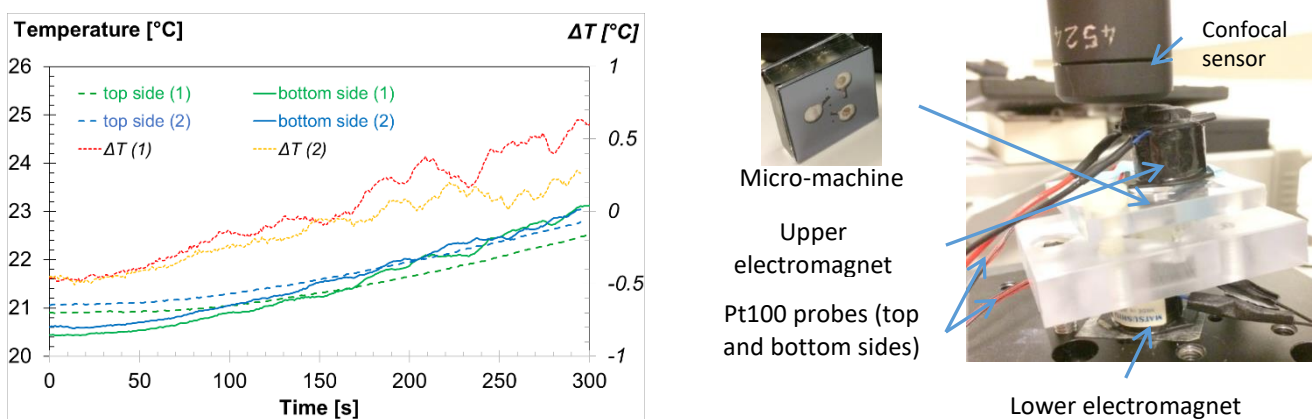 Temperature [°C]
ΔT [°C]
26
25
24
23
22
21
20
1
0.5
0
-0.5
-1
top side (1)
bottom side (1)
top side (2)
bottom side (2)
ΔT (1)
ΔT (2)
0
50
100
150
200
250
300
Time [s]
4524
Confocal
sensor
Micro-machine
Upper
electromagnet
Pt100 probes (top
and bottom sides)
Lower electromagnet